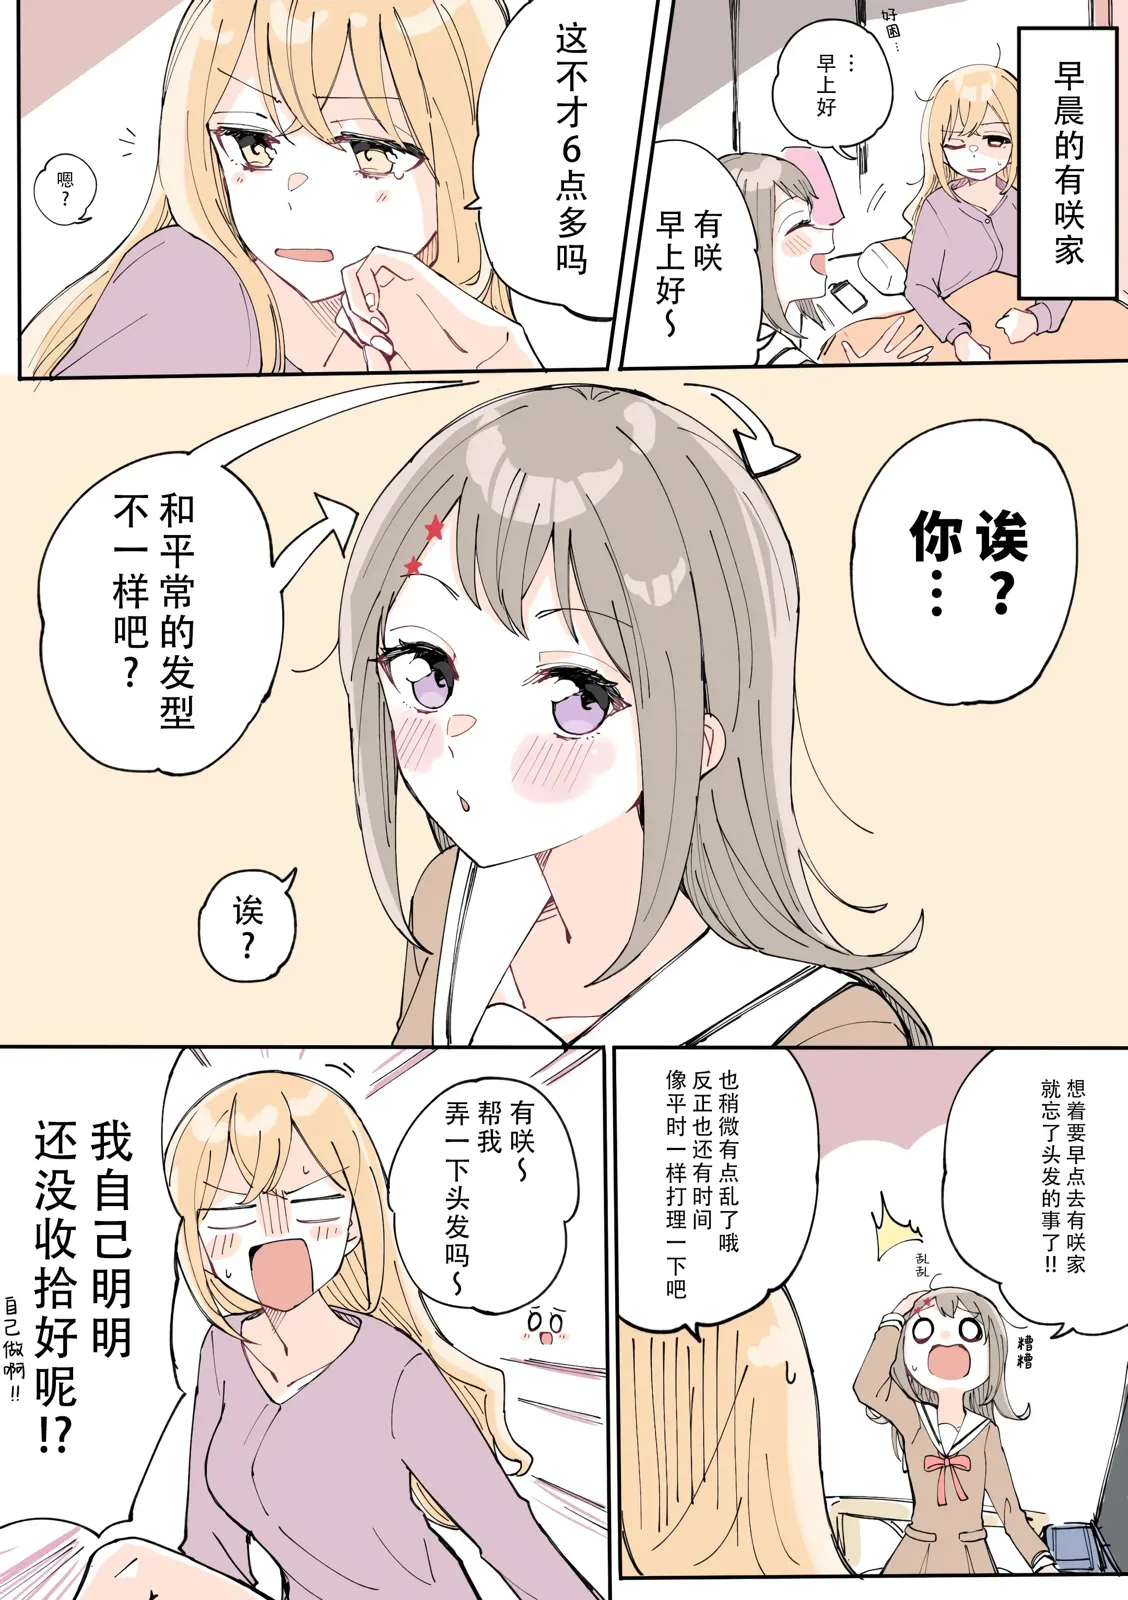 早晨的有咲家
好困…
…
早上好
有咲
早上好～
这不才6点多吗
嗯?
诶?
你…
和平常的发型
不一样吧?
诶?
想着要早点去有咲家
就忘了头发的事了!!
乱乱
糟糟
也稍微有点乱了哦
反正也还有时间
像平时一样打理一下吧
有咲～
帮我
弄一下头发吗～
我自己明明
还没收拾好呢!?
自己做啊!!